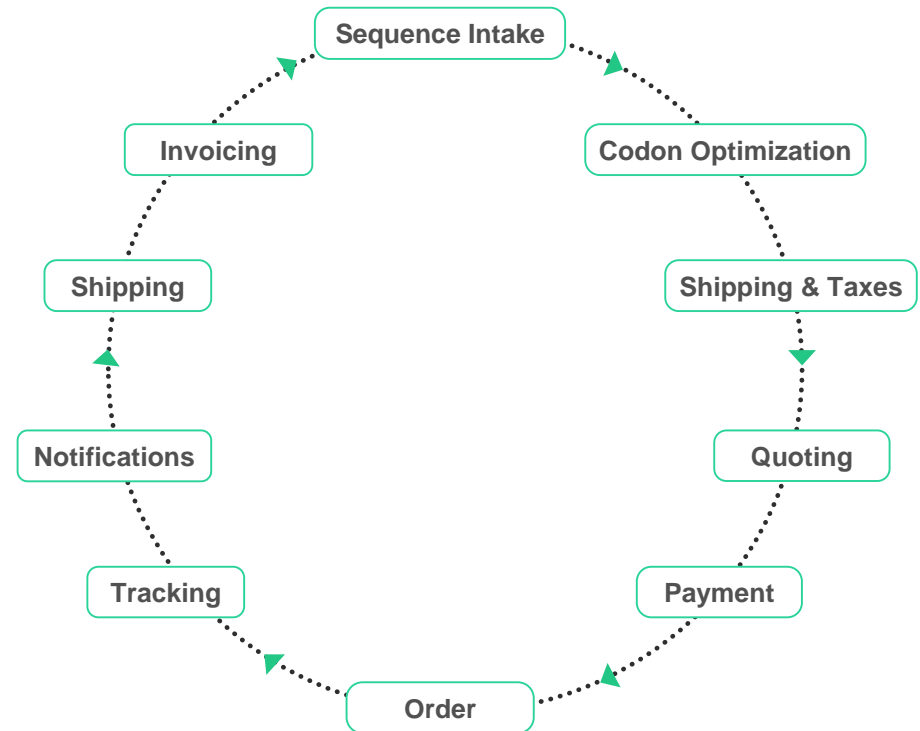 Sequence Intake
Invoicing
Codon Optimization
Shipping
Shipping & Taxes
Notifications
Quoting
Tracking
Payment
Order